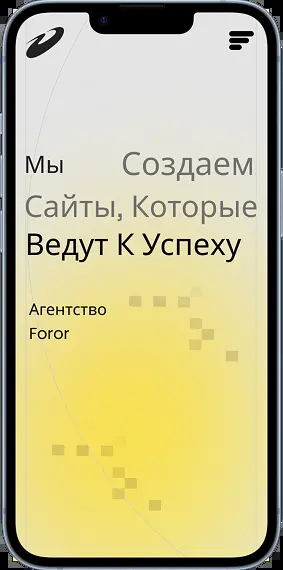 Мы Создаем
Сайты, Которые
Ведут К Успеху
Агентство
Foror